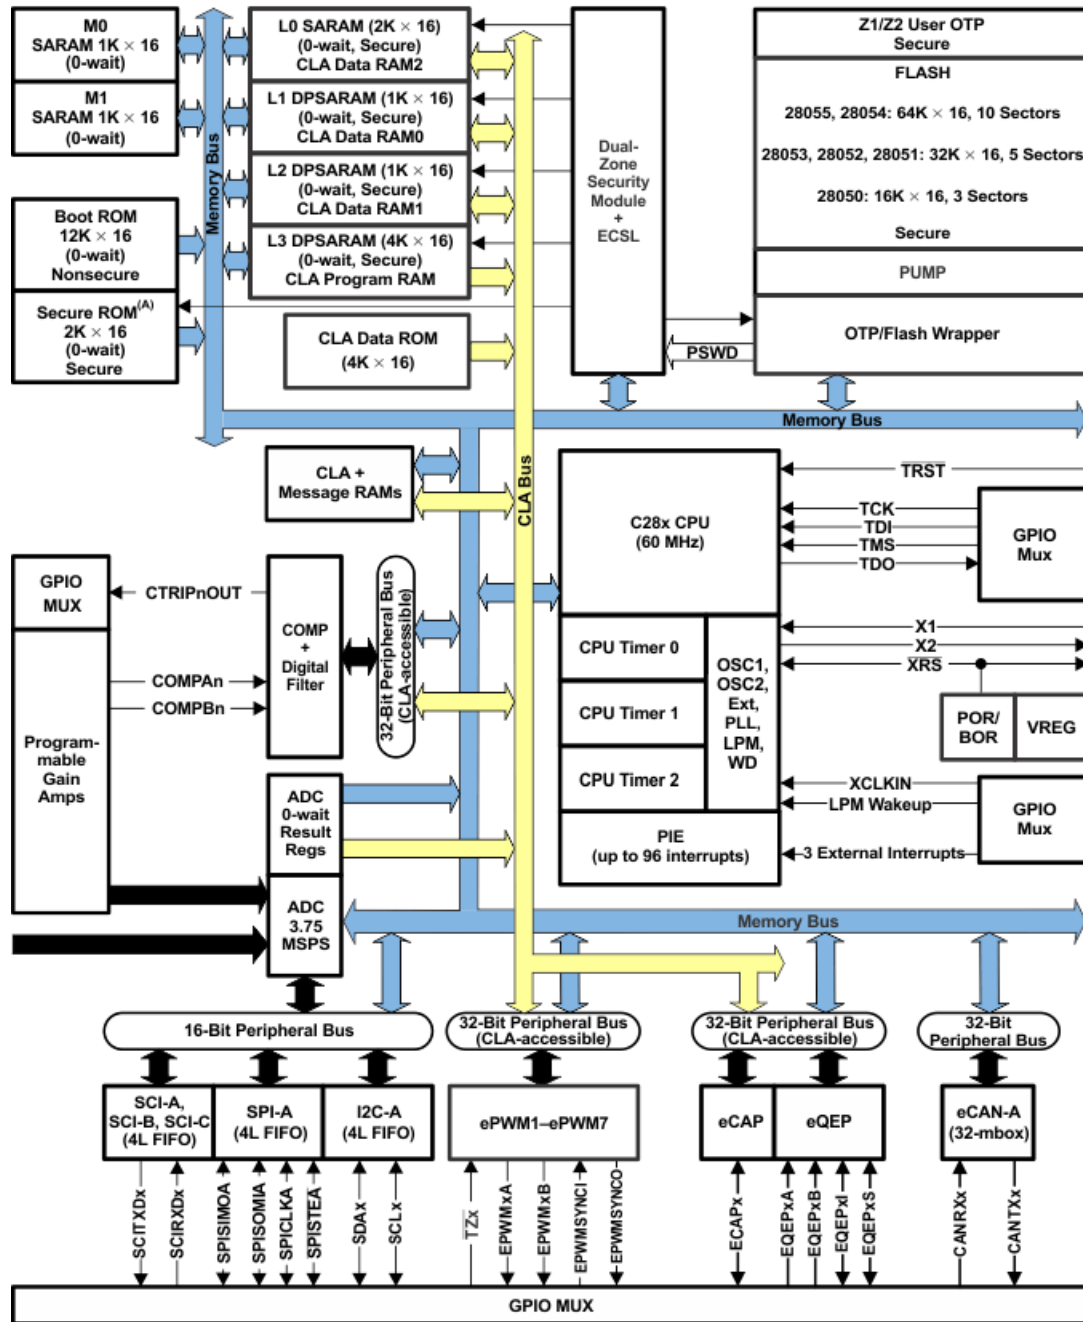 M0
SARAM 1K × 16
(0-wait)
M1
SARAM 1K × 16
(0-wait)
Boot ROM
12K × 16
(0-wait)
Nonsecure
Secure ROM(A)
2K × 16
(0-wait)
Secure
Memory Bus
L0 SARAM (2K × 16)
(0-wait, Secure)
CLA Data RAM2
L1 DPSARAM (1K × 16)
(0-wait, Secure)
CLA Data RAM0
L2 DPSARAM (1K × 16)
(0-wait, Secure)
CLA Data RAM1
L3 DPSARAM (4K × 16)
(0-wait, Secure)
CLA Program RAM
CLA Data ROM
(4K × 16)
CLA Bus
Dual-
Zone
Security
Module
+
ECSL
PSWD
Z1/Z2 User OTP
Secure
FLASH
28055, 28054: 64K × 16, 10 Sectors
28053, 28052, 28051: 32K × 16, 5 Sectors
28050: 16K × 16, 3 Sectors
Secure
PUMP
OTP/Flash Wrapper
Memory Bus
CLA +
Message RAMs
C28x CPU
(60 MHz)
TRST
TCK
TDI
TMS
TDO
GPIO
Mux
GPIO
MUX
CTRIPnOUT
COMPAn
COMPBn
Program-
mable
Gain
Amps
COMP
+
Digital
Filter
32-Bit Peripheral Bus
(CLA-accessible)
CPU Timer 0
CPU Timer 1
CPU Timer 2
OSC1,
OSC2,
Ext,
PLL,
LPM,
WD
X1
X2
XRS
POR/
BOR
VREG
XCLKIN
LPM Wakeup
3 External Interrupts
GPIO
Mux
PIE
(up to 96 interrupts)
ADC
0-wait
Result
Regs
ADC
3.75
MSPS
Memory Bus
16-Bit Peripheral Bus
32-Bit Peripheral Bus
(CLA-accessible)
32-Bit Peripheral Bus
(CLA-accessible)
32-Bit
Peripheral Bus
SCI-A,
SCI-B, SCI-C
(4L FIFO)
SPI-A
(4L FIFO)
I2C-A
(4L FIFO)
ePWM1–ePWM7
eCAP
eQEP
eCAN-A
(32-mbox)
SCITXDx
SCIRXDx
SPISIMOA
SPISOMIA
SPICLKA
SPISTEA
SDAx
SCLx
TZx
EPWMxA
EPWMxB
EPWMSYNCI
EPWMSYNCO
ECAPx
EQEPxA
EQEPxB
EQEPxI
EQEPxS
CANRXx
CANTXx
GPIO MUX